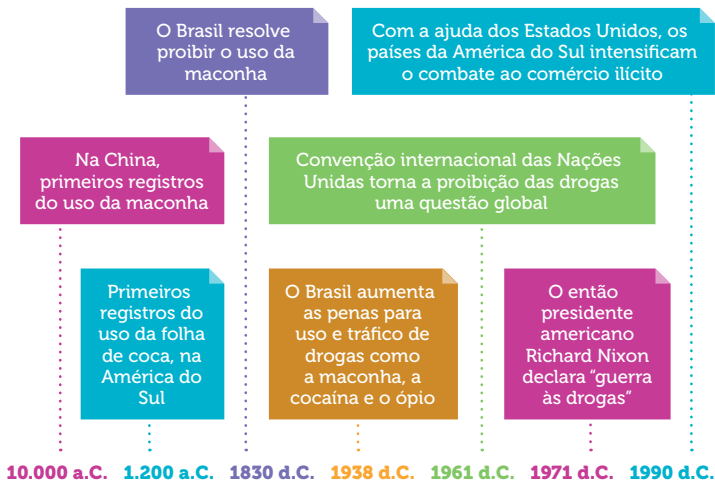 O Brasil resolve
proibir o uso da
maconha
Com a ajuda dos Estados Unidos, os
países da América do Sul intensificam
o combate ao comércio ilícito
Na China,
primeiros registros
do uso da maconha
Convenção internacional das Nações
Unidas torna a proibição das drogas
uma questão global
Primeiros
registros do
uso da folha
de coca, na
América do
Sul
O Brasil aumenta
as penas para
uso e tráfico de
drogas como
a maconha, a
cocaína e o ópio
O então
presidente
americano
Richard Nixon
declara “guerra
às drogas”
10.000 a.C. 1.200 a.C. 1830 d.C. 1938 d.C. 1961 d.C. 1971 d.C. 1990 d.C.